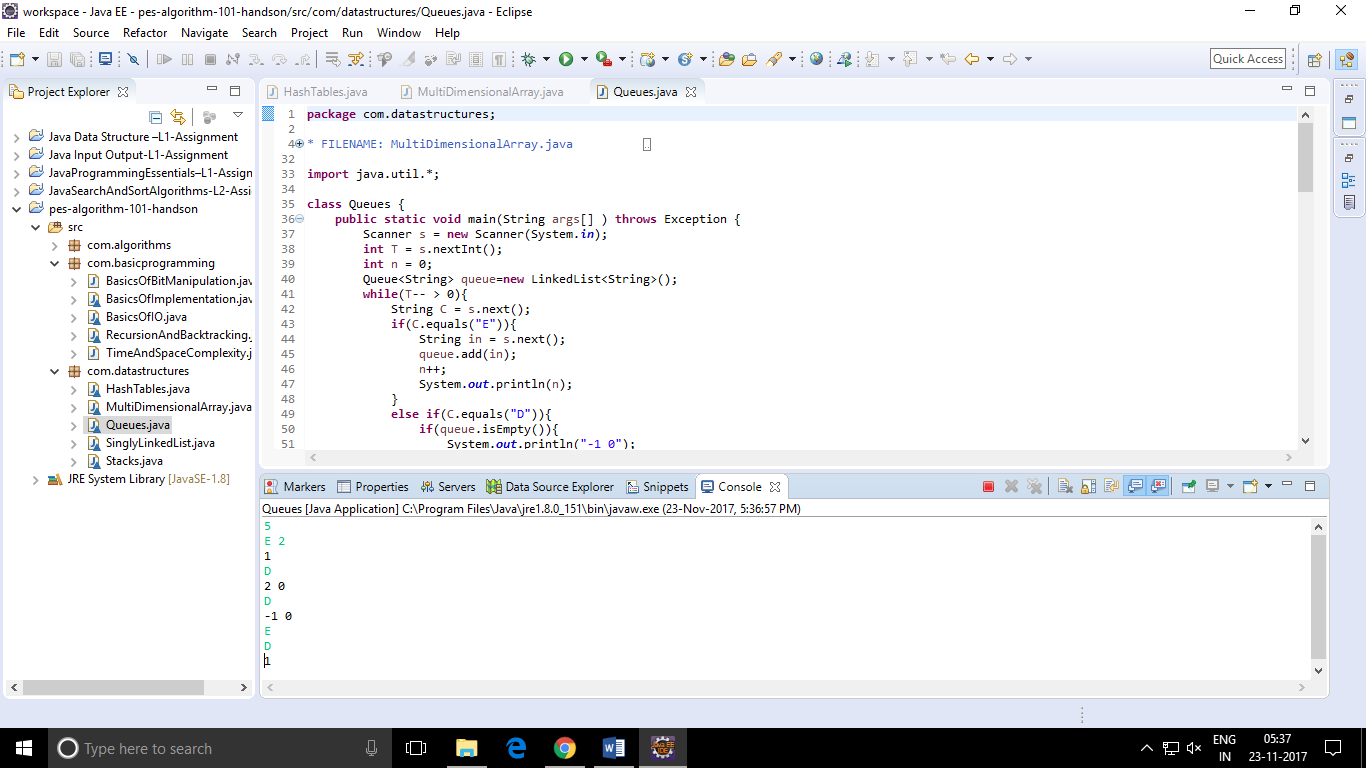 workspace - Java EE - pes-algorithm-101-handson/src/com/datastructures/Queues.java - Eclipse
File Edit Source Refactor Navigate Search Project Run Window Help
Quick Access
Project Explorer
Java Data Structure –L1-Assignment
Java Input Output-L1-Assignment
JavaProgrammingEssentials–L1-Assign
JavaSearchAndSortAlgorithms-L2-Assi
pes-algorithm-101-handson
src
com.algorithms
com.basicprogramming
BasicsOfBitManipulation.jav
BasicsOfImplementation.jav
BasicsOfIO.java
RecursionAndBacktracking.
TimeAndSpaceComplexity.j
com.datastructures
HashTables.java
MultiDimensionalArray.java
Queues.java
SinglyLinkedList.java
Stacks.java
JRE System Library [JavaSE-1.8]
HashTables.java MultiDimensionalArray.java Queues.java
1 package com.datastructures;
2
4 * FILENAME: MultiDimensionalArray.java
32
33 import java.util.*;
34
35 class Queues {
36 public static void main(String args[] ) throws Exception {
37 Scanner s = new Scanner(System.in);
38 int T = s.nextInt();
39 int n = 0;
40 Queue<String> queue=new LinkedList<String>();
41 while(T-- > 0){
42 String C = s.next();
43 if(C.equals("E")){
44 String in = s.next();
45 queue.add(in);
46 n++;
47 System.out.println(n);
48 }
49 else if(C.equals("D")){
50 if(queue.isEmpty()){
51 System.out.println("-1 0");
Markers Properties Servers Data Source Explorer Snippets Console
Queues [Java Application] C:\Program Files\Java\jre1.8.0_151\bin\javaw.exe (23-Nov-2017, 5:36:57 PM)
5
E 2
1
D
2 0
D
-1 0
E
D
1
Type here to search
ENG
IN
05:37
23-11-2017